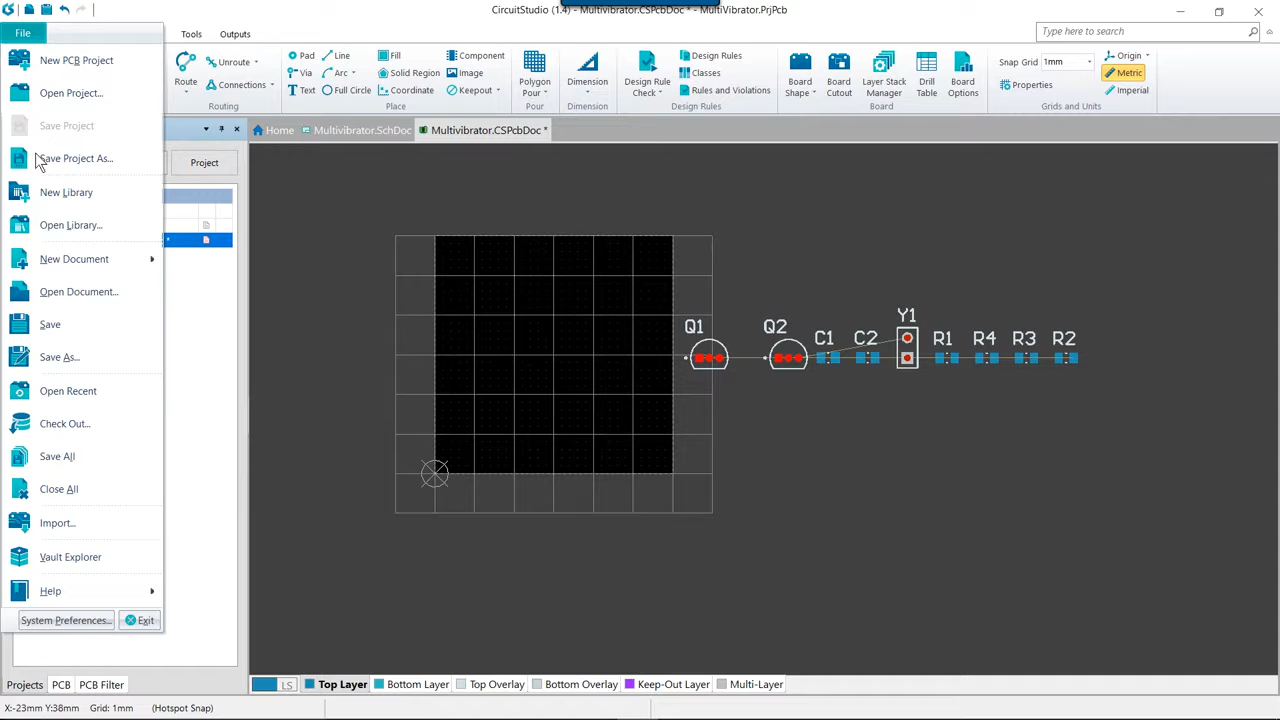 CircuitStudio (1.4) - Multivibrator.CSPcbDoc * - MultiVibrator.PrjPcb
File
Tools
Outputs
Type here to search
New PCB Project
Open Project...
Save Project
Save Project As...
New Library
Open Library...
New Document
Open Document...
Save
Save As...
Open Recent
Check Out...
Save All
Close All
Import...
Vault Explorer
Help
System Preferences...
Exit
Route
Unroute
Connections
Routing
Pad
Line
Fill
Component
Via
Arc
Solid Region
Image
Text
Full Circle
Coordinate
Keepout
Place
Polygon Pour
Pour
Dimension
Dimension
Design Rule Check
Design Rules
Classes
Rules and Violations
Design Rules
Board Shape
Board Cutout
Layer Stack Manager
Drill Table
Board Options
Board
Snap Grid
1mm
Properties
Origin
Metric
Imperial
Grids and Units
Home
Multivibrator.SchDoc
Multivibrator.CSPcbDoc *
Project
*
Q1
Q2
C1
C2
Y1
R1
R4
R3
R2
Projects
PCB
PCB Filter
LS
Top Layer
Bottom Layer
Top Overlay
Bottom Overlay
Keep-Out Layer
Multi-Layer
X:-23mm Y:38mm
Grid: 1mm
(Hotspot Snap)